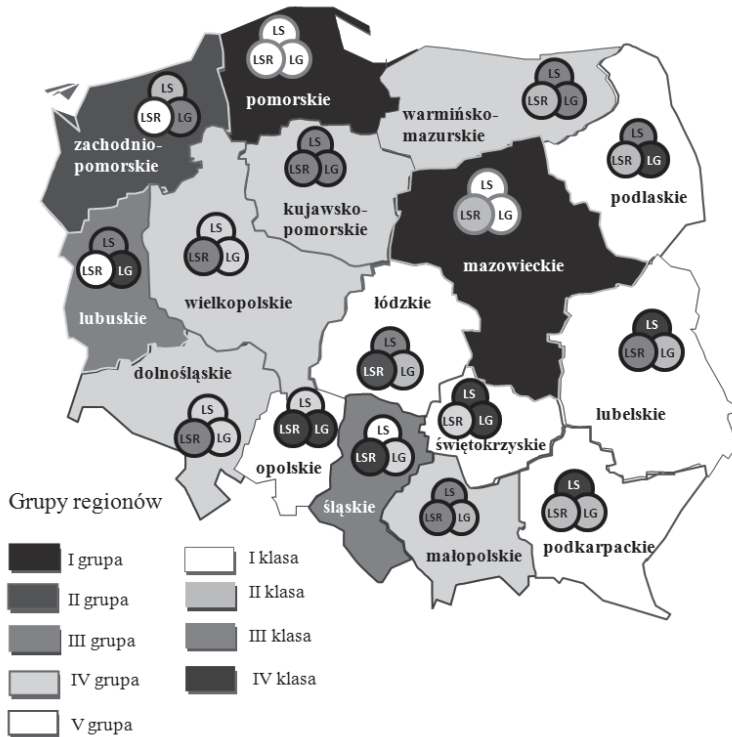 LS
LSR LG
pomorskie
LS
LSR LG
zachodnio-
pomorskie
LS
LSR LG
warmińsko-
mazurskie
LS
LSR LG
podlaskie
LS
LSR LG
kujawsko-
pomorskie
LS
LSR LG
mazowieckie
LS
LSR LG
lubuskie
LS
LSR LG
wielkopolskie
łódzkie
LS
LSR LG
LS
LSR LG
lubelskie
dolnośląskie
LS
LSR LG
LS
LSR LG
opolskie
LS
LSR LG
śląskie
LS
LSR LG
świętokrzyskie
LS
LSR LG
małopolskie
LS
LSR LG
podkarpackie
Grupy regionów
I grupa
II grupa
III grupa
IV grupa
V grupa
I klasa
II klasa
III klasa
IV klasa